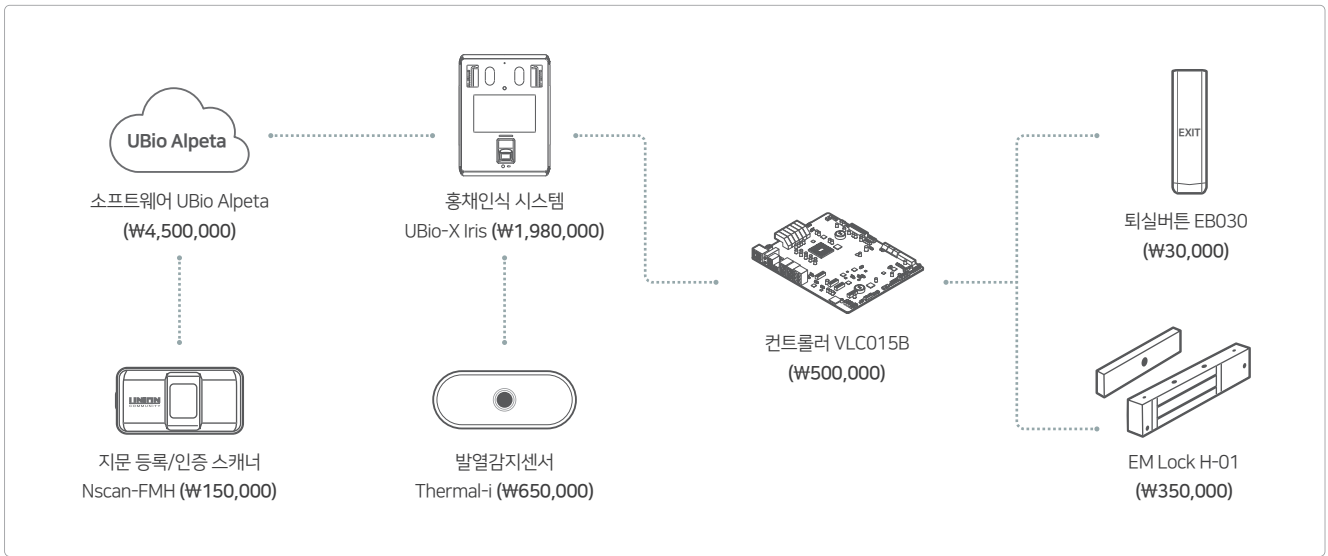 UBio Alpeta
소프트웨어 UBio Alpeta
(₩4,500,000)
홍채인식 시스템
UBio-X Iris (₩1,980,000)
EXIT
퇴실버튼 EB030
(₩30,000)
컨트롤러 VLC015B
(₩500,000)
UNION
COMMUNITY
지문 등록/인증 스캐너
Nscan-FMH (₩150,000)
발열감지센서
Thermal-i (₩650,000)
EM Lock H-01
(₩350,000)